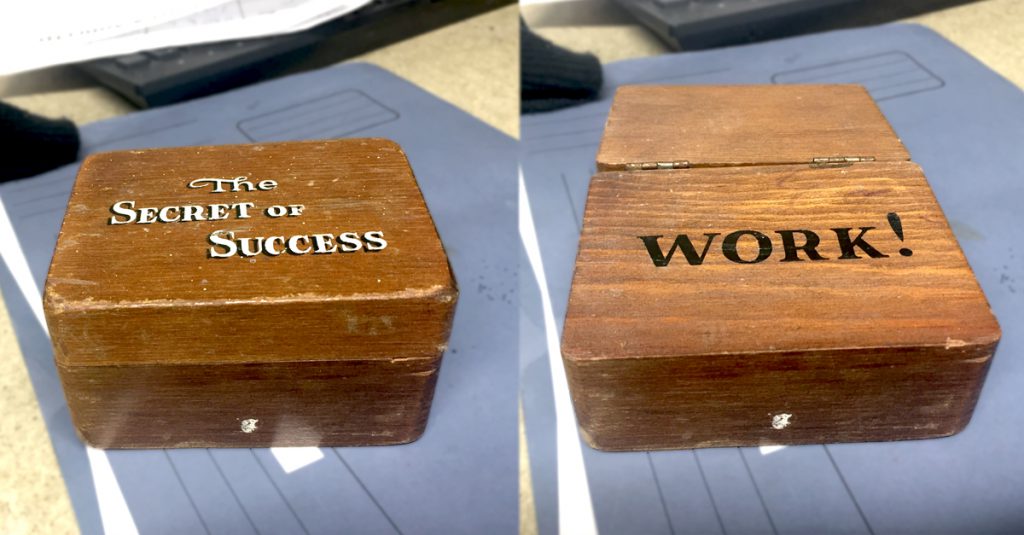 The
SECRET OF
SUCCESS
WORK!